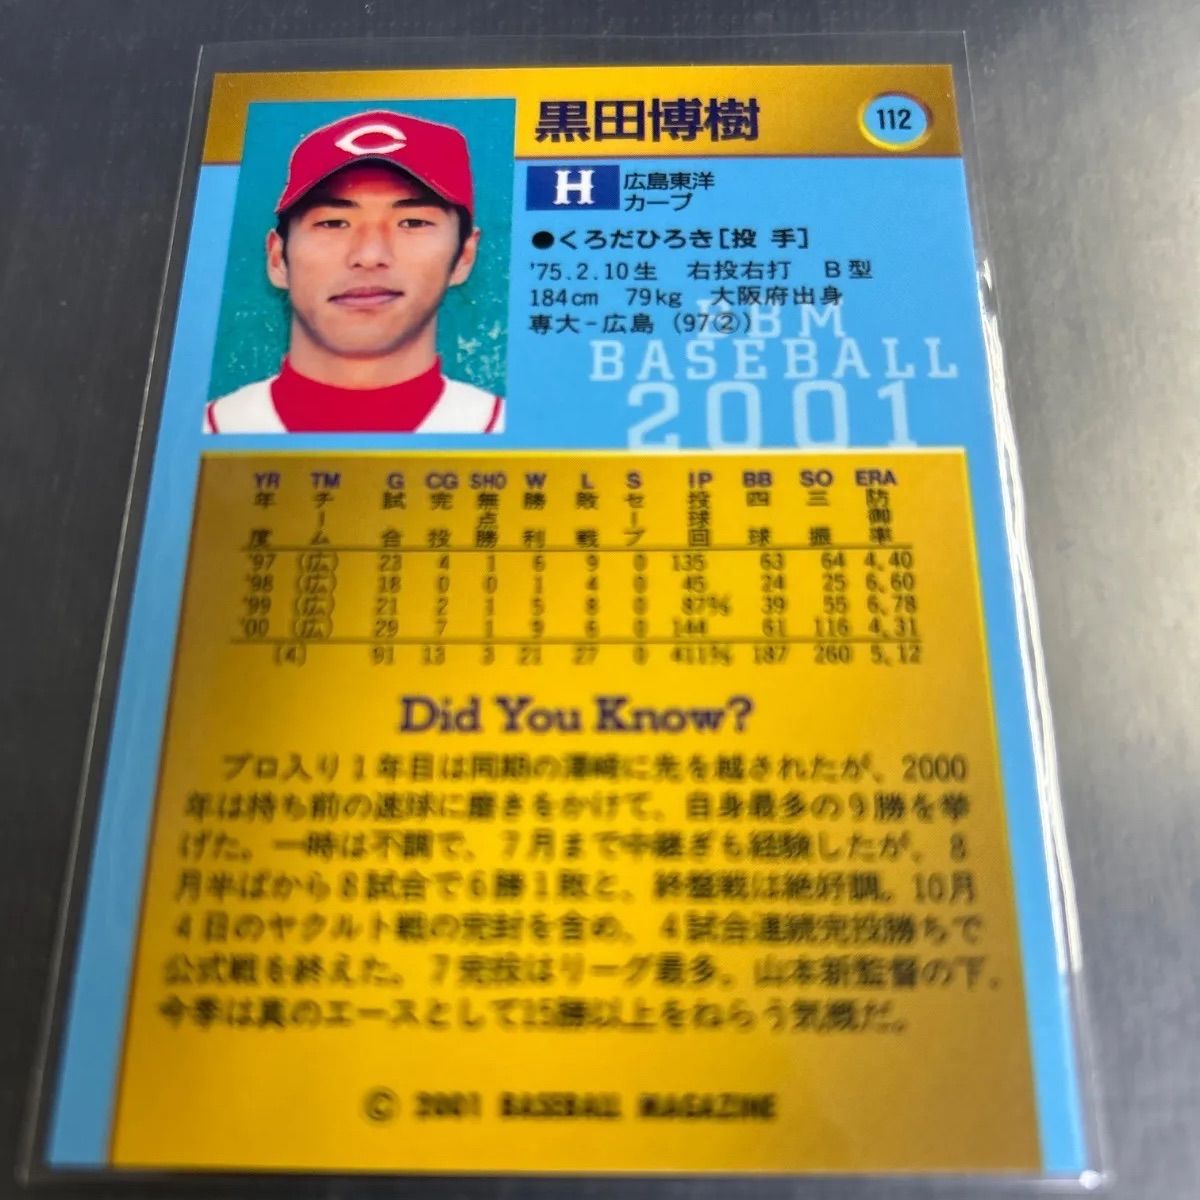 C
黒田博樹
112
H
広島東洋
カープ
●くろだひろき[投 手]
'75.2.10生 右投右打 B型
184cm 79kg 大阪府出身
専大-広島 (97②)
BBM
BASEBALL
2001
YR TM G CG SHO W L S IP BB SO ERA
年度 チーム 試合 完投 無点勝 勝利 敗戦 セーブ 投球回 四球 三振 防御率
'97 (広) 23 4 1 6 9 0 135 63 64 4.40
'98 (広) 18 0 0 1 4 0 45 24 25 6.60
'99 (広) 21 2 1 5 8 0 87⅔ 39 55 6.78
'00 (広) 29 7 1 9 6 0 144 61 116 4.31
(4) 91 13 3 21 27 0 411⅔ 187 260 5.12
Did You Know?
プロ入り1年目は同期の澤崎に先を越されたが、2000
年は持ち前の速球に磨きをかけて、自身最多の9勝を挙
げた。一時は不調で、7月まで中継ぎも経験したが、8
月半ばから8試合で6勝1敗と、終盤戦は絶好調。10月
4日のヤクルト戦の完封を含め、4試合連続完投勝ちで
公式戦を終えた。7完投はリーグ最多。山本新監督の下、
今季は真のエースとして15勝以上をねらう気概だ。
© 2001 BASEBALL MAGAZINE